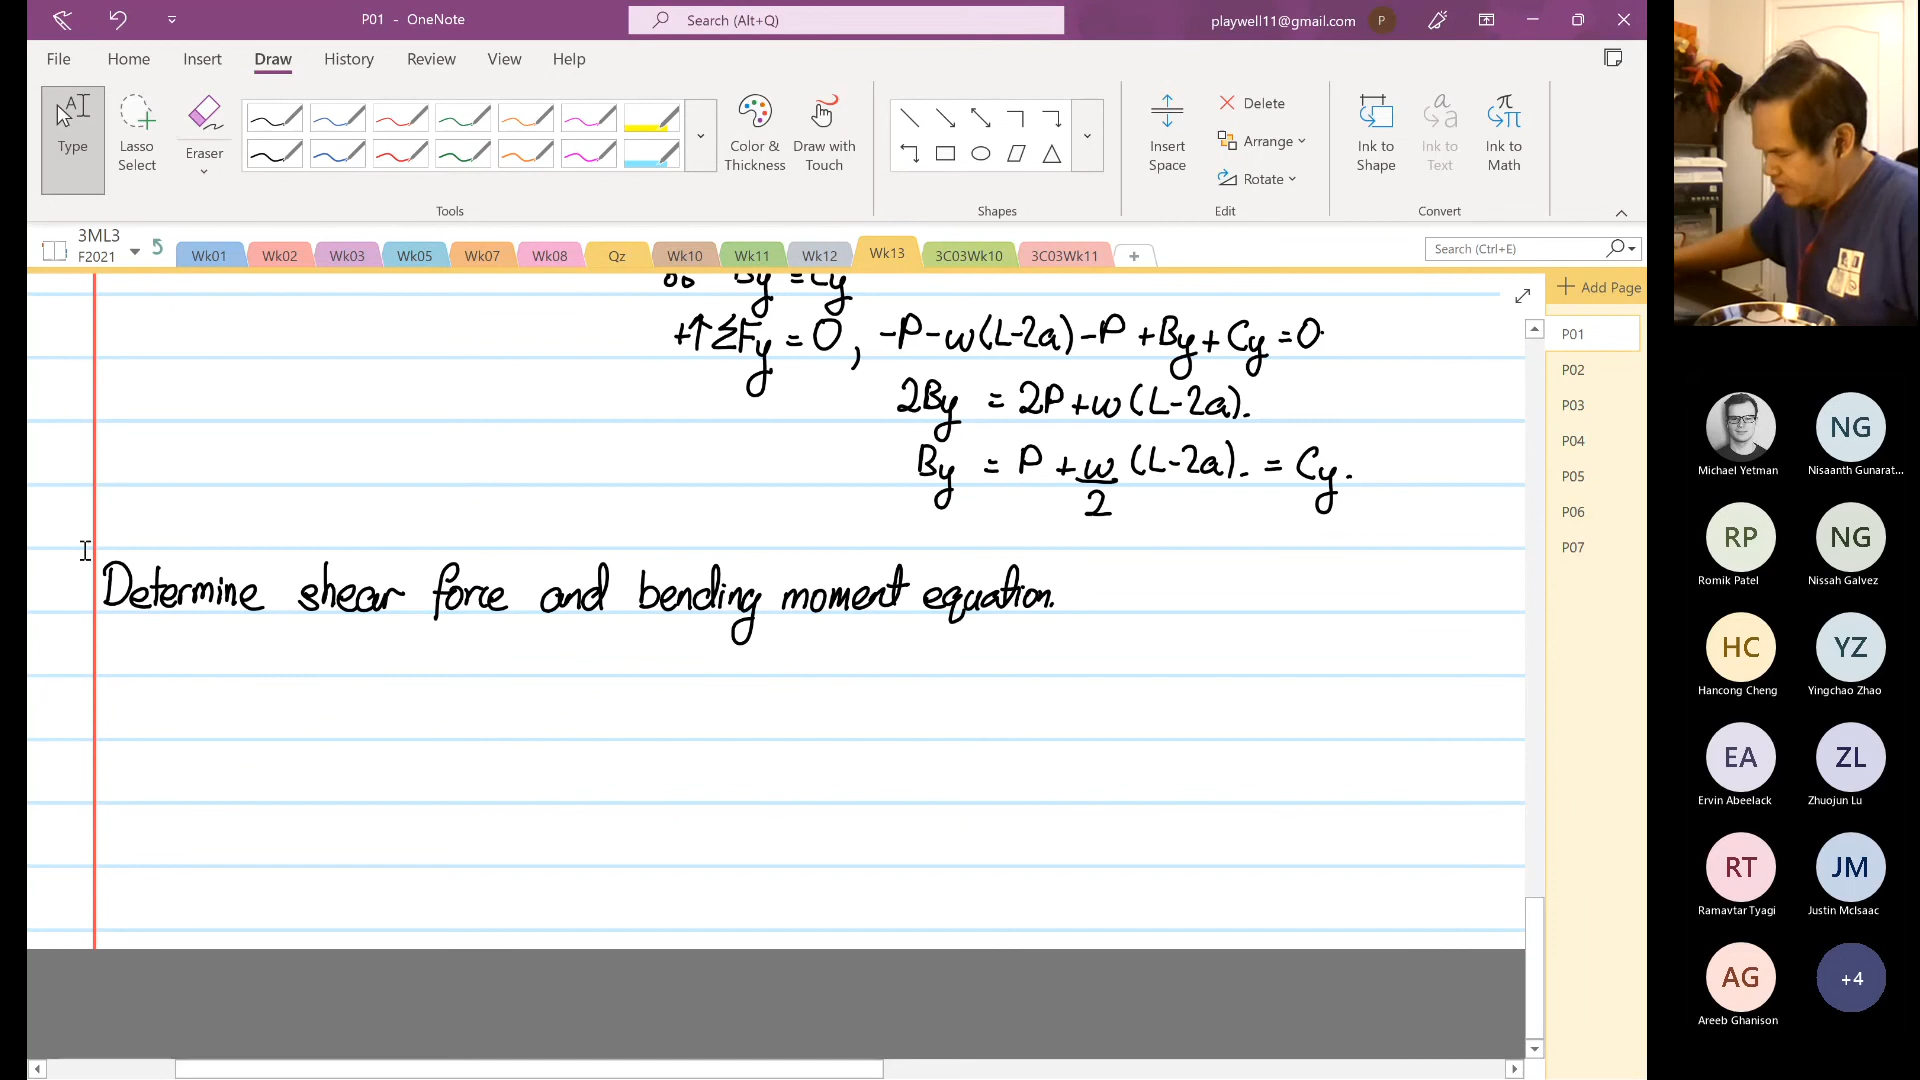 P01 - OneNote
Search (Alt+Q)
playwell11@gmail.com
P
File Home Insert Draw History Review View Help
Type
Lasso Select
Eraser
Color & Thickness
Draw with Touch
Insert Space
Delete
Arrange
Rotate
Ink to Shape
Ink to Text
Ink to Math
Tools Shapes Edit Convert
3ML3 F2021
Wk01 Wk02 Wk03 Wk05 Wk07 Wk08 Qz Wk10 Wk11 Wk12 Wk13 3C03Wk10 3C03Wk11
Search (Ctrl+E)
Add Page
P01
P02
P03
P04
P05
P06
P07
By = Cy
+↑ΣFy = 0, -P-w(L-2a)-P+By+Cy=0
2By = 2P+w(L-2a).
By = P + w/2 (L-2a). = Cy.
Determine shear force and bending moment equation.
NG
Michael Yetman Nisaanth Gunarat...
RP NG
Romik Patel Nissah Galvez
HC YZ
Hancong Cheng Yingchao Zhao
EA ZL
Ervin Abeelack Zhuojun Lu
RT JM
Ramavtar Tyagi Justin McIsaac
AG +4
Areeb Ghanison